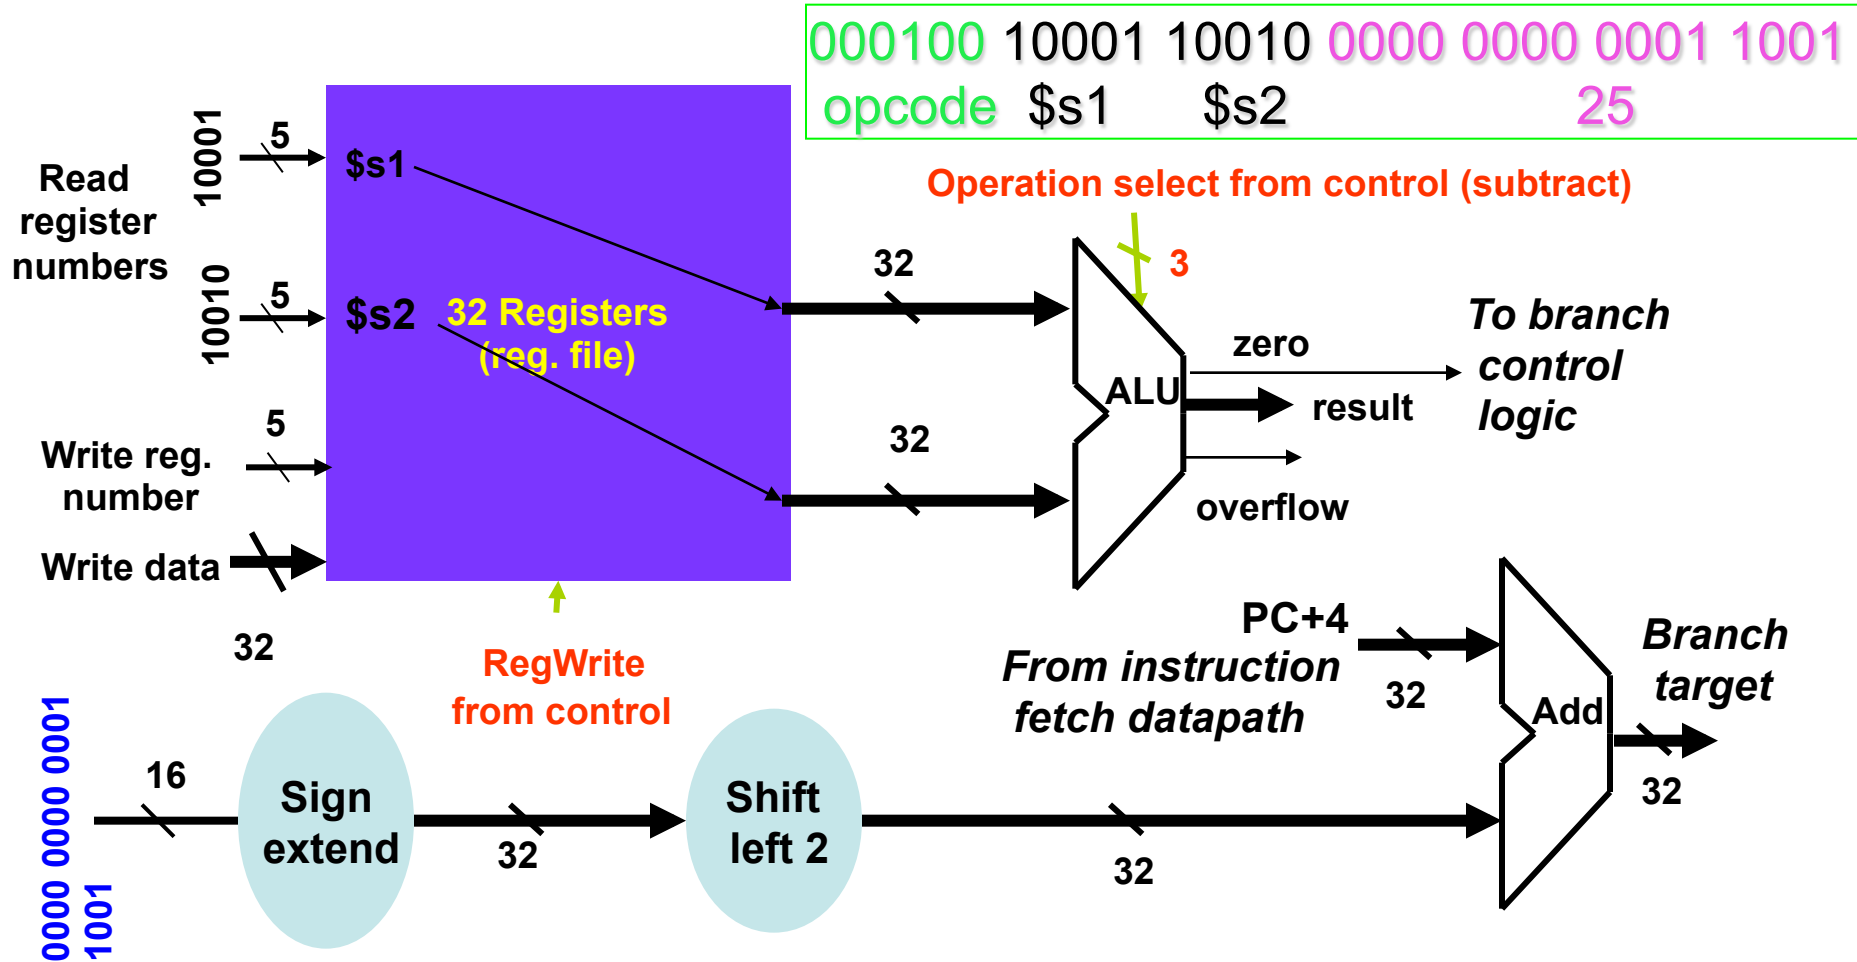 000100 10001 10010 0000 0000 0001 1001
opcode $s1 $s2 25
Operation select from control (subtract)
3
Read
register
numbers
10001
5
$s1
10010
5
$s2
32 Registers
(reg. file)
Write reg.
number
5
Write data
32
RegWrite
from control
32
32
ALU
zero
result
overflow
To branch
control
logic
PC+4
From instruction
fetch datapath
32
Add
Branch
target
32
0000 0000 0001
1001
16
Sign
extend
32
Shift
left 2
32